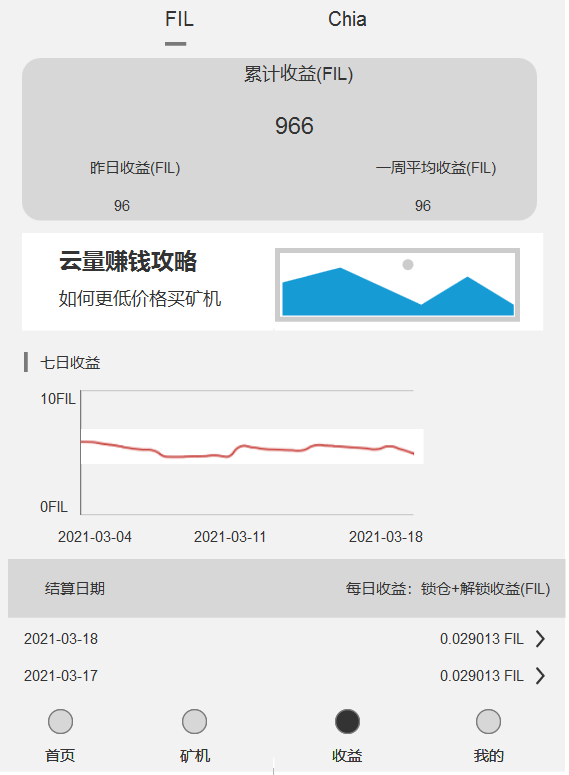 FIL Chia
累计收益(FIL)
966
昨日收益(FIL) 一周平均收益(FIL)
96 96
云量赚钱攻略
如何更低价格买矿机
七日收益
10FIL
0FIL
2021-03-04 2021-03-11 2021-03-18
结算日期 每日收益：锁仓+解锁收益(FIL)
2021-03-18 0.029013 FIL
2021-03-17 0.029013 FIL
首页 矿机 收益 我的